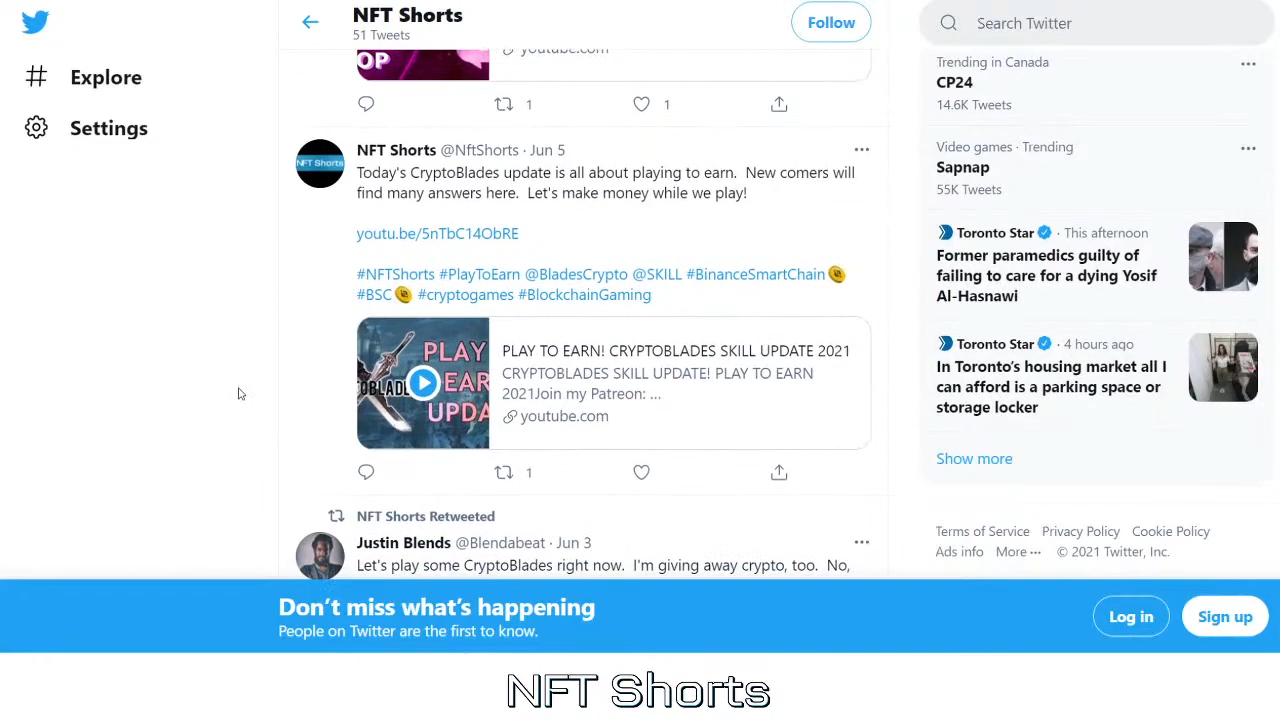 NFT Shorts
51 Tweets
Follow
Search Twitter
Explore
Settings
OP
youtube.com
1
1
NFT Shorts
NFT Shorts @NftShorts · Jun 5
Today's CryptoBlades update is all about playing to earn. New comers will
find many answers here. Let's make money while we play!
youtu.be/5nTbC14ObRE
#NFTShorts #PlayToEarn @BladesCrypto @SKILL #BinanceSmartChain
#BSC #cryptogames #BlockchainGaming
PLAY
EAR
UPDA
OBLADE
PLAY TO EARN! CRYPTOBLADES SKILL UPDATE 2021
CRYPTOBLADES SKILL UPDATE! PLAY TO EARN
2021Join my Patreon: ...
youtube.com
1
NFT Shorts Retweeted
Justin Blends @Blendabeat · Jun 3
Let's play some CryptoBlades right now. I'm giving away crypto, too. No,
Trending in Canada
CP24
14.6K Tweets
Video games · Trending
Sapnap
55K Tweets
Toronto Star · This afternoon
Former paramedics guilty of
failing to care for a dying Yosif
Al-Hasnawi
Toronto Star · 4 hours ago
In Toronto's housing market all I
can afford is a parking space or
storage locker
Show more
Terms of Service Privacy Policy Cookie Policy
Ads info More ··· © 2021 Twitter, Inc.
Don't miss what's happening
People on Twitter are the first to know.
Log in
Sign up
NFT Shorts